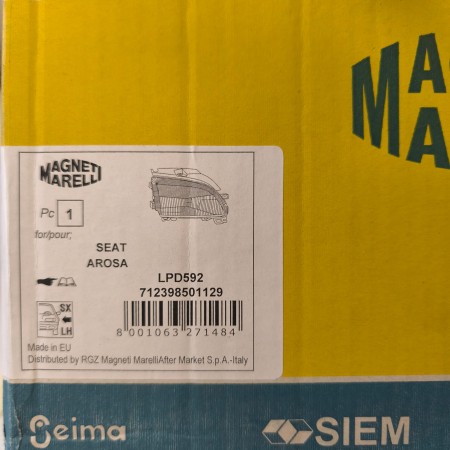 MA
MA
MAGNETI
MARELLI
Pc 1
for/pour;
SEAT
AROSA
LPD592
712398501129
8 001063 271484
SX
LH
Made in EU
Distributed by RGZ Magneti MarelliAfter Market S.p.A.-Italy
Seima
SIEM